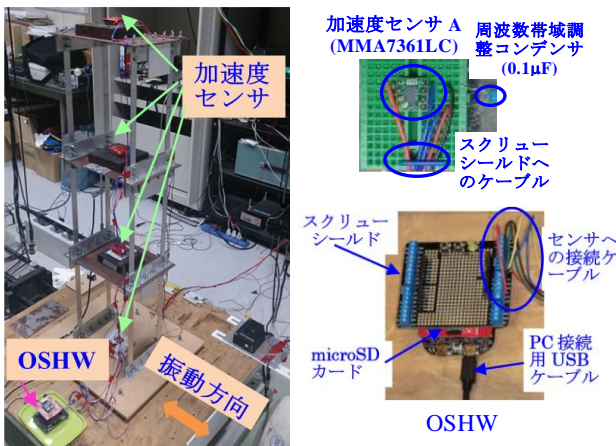 加速度
センサ
OSHW
振動方向
加速度センサ A
(MMA7361LC)
周波数帯域調
整コンデンサ
(0.1μF)
スクリュー
シールドへ
のケーブル
スクリュー
シールド
センサへ
の接続ケ
ーブル
microSD
カード
PC 接続
用 USB
ケーブル
OSHW